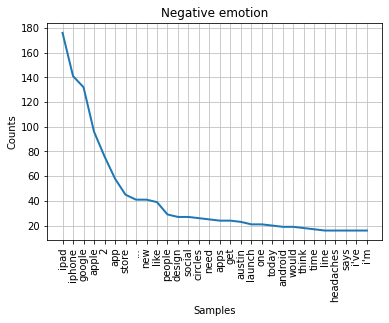 Negative emotion
Counts
180
160
140
120
100
80
60
40
20
ipad
iphone
google
apple
2
app
store
...
new
like
people
design
social
circles
need
apps
get
austin
launch
one
today
android
would
think
time
line
headaches
says
i've
i'm
Samples